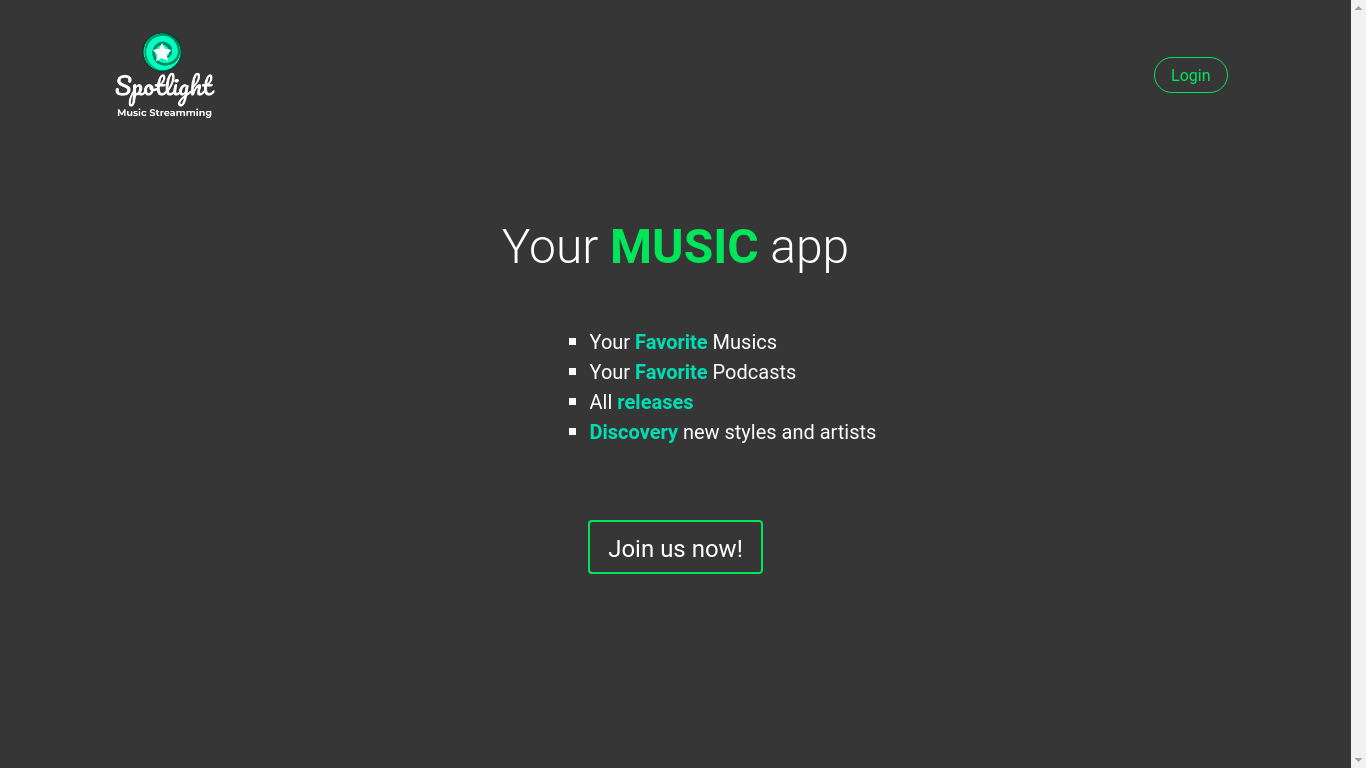 Spotlight
Music Streamming
Login
Your MUSIC app
Your Favorite Musics
Your Favorite Podcasts
All releases
Discovery new styles and artists
Join us now!